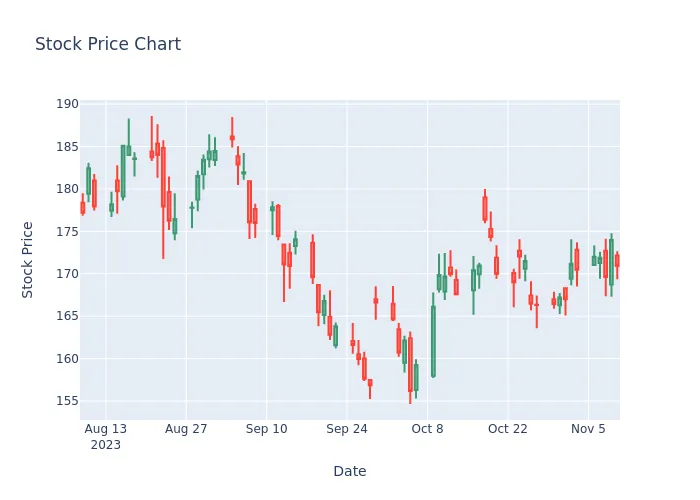 Stock Price Chart
190
185
180
175
170
165
160
155
Stock Price
Aug 13
2023
Aug 27
Sep 10
Sep 24
Oct 8
Oct 22
Nov 5
Date